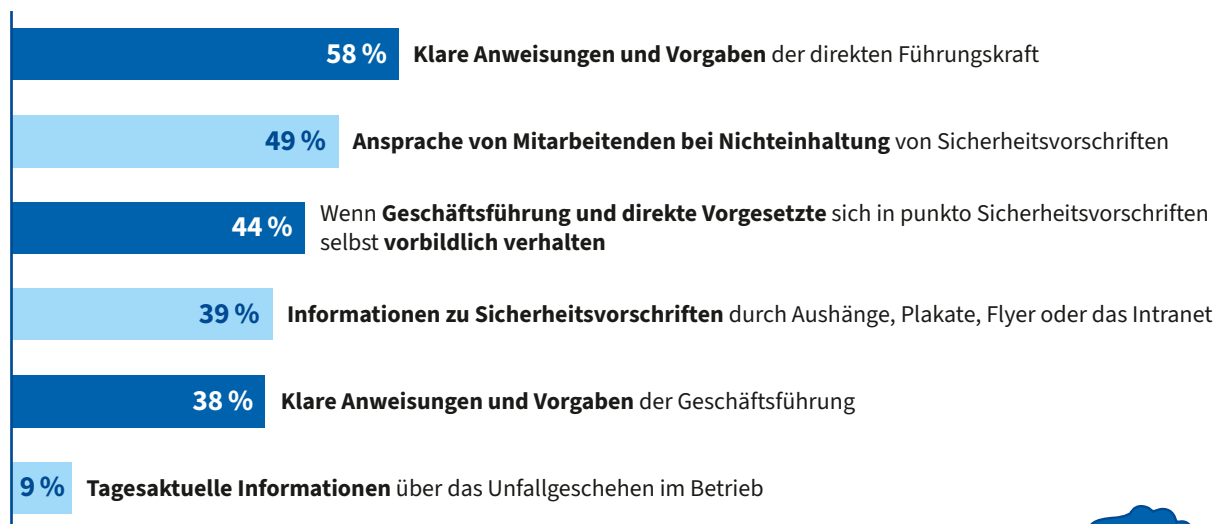 58 % Klare Anweisungen und Vorgaben der direkten Führungskraft
49 % Ansprache von Mitarbeitenden bei Nichteinhaltung von Sicherheitsvorschriften
44 % Wenn Geschäftsführung und direkte Vorgesetzte sich in punkto Sicherheitsvorschriften
selbst vorbildlich verhalten
39 % Informationen zu Sicherheitsvorschriften durch Aushänge, Plakate, Flyer oder das Intranet
38 % Klare Anweisungen und Vorgaben der Geschäftsführung
9 % Tagesaktuelle Informationen über das Unfallgeschehen im Betrieb